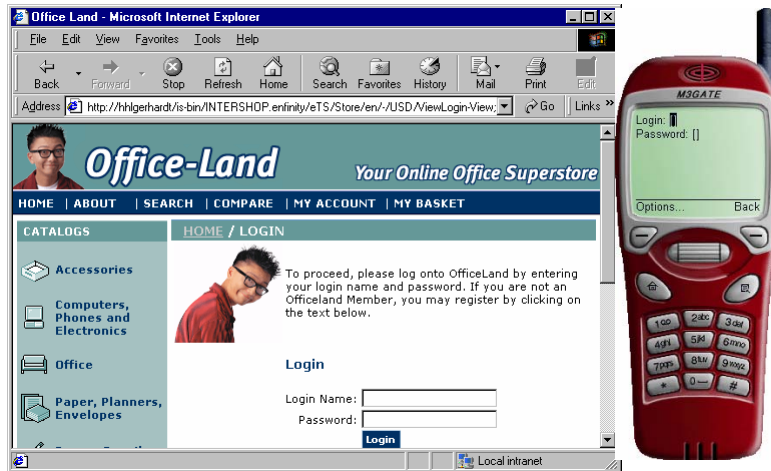 Office Land - Microsoft Internet Explorer
File Edit View Favorites Tools Help
Back Forward Stop Refresh Home Search Favorites History Mail Print Edit
Address http://hhlgerhardt/is-bin/INTERSHOP.enfinity/eTS/Store/en/-/USD/ViewLogin-View; Go Links »
Office-Land
Your Online Office Superstore
HOME | ABOUT | SEARCH | COMPARE | MY ACCOUNT | MY BASKET
CATALOGS
Accessories
Computers,
Phones and
Electronics
Office
Paper, Planners,
Envelopes
HOME / LOGIN
To proceed, please log onto OfficeLand by entering
your login name and password. If you are not an
Officeland Member, you may register by clicking on
the text below.
Login
Login Name:
Password:
Login
Local intranet
M3GATE
Login: []
Password: []
Options... Back
1 2abc 3def
4ghi 5jkl 6mno
7pqrs 8tuv 9wxyz
* 0 #